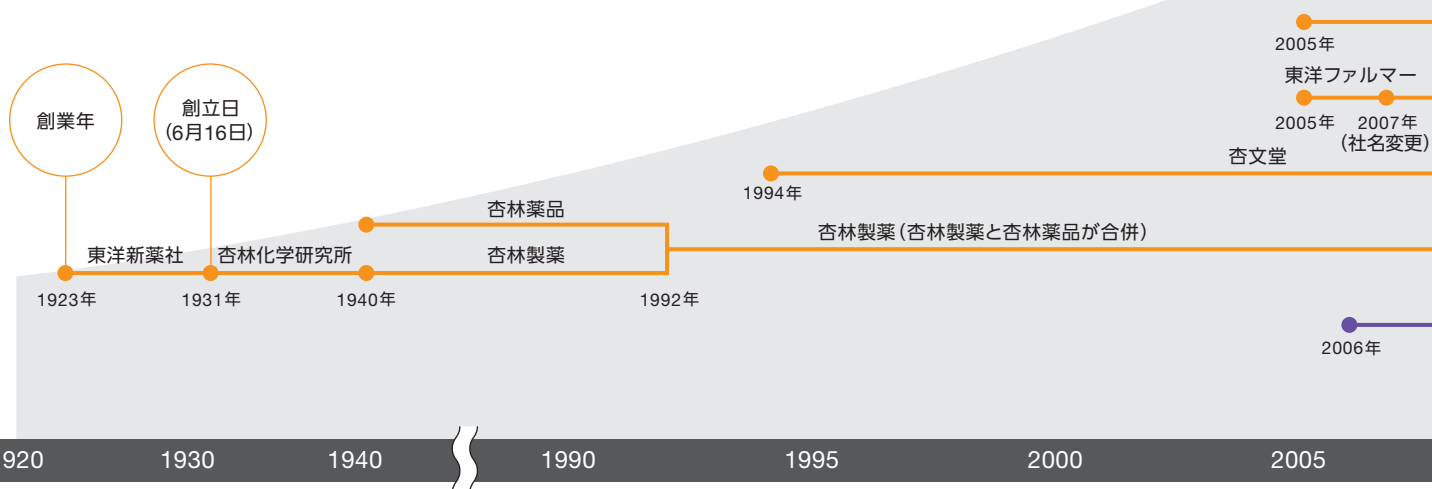 2005年
東洋ファルマー
2005年 2007年
(社名変更)
創業年
創立日
(6月16日)
杏文堂
1994年
杏林薬品
杏林製薬(杏林製薬と杏林薬品が合併)
東洋新薬社 杏林化学研究所 杏林製薬
1923年 1931年 1940年 1992年
2006年
920 1930 1940 1990 1995 2000 2005